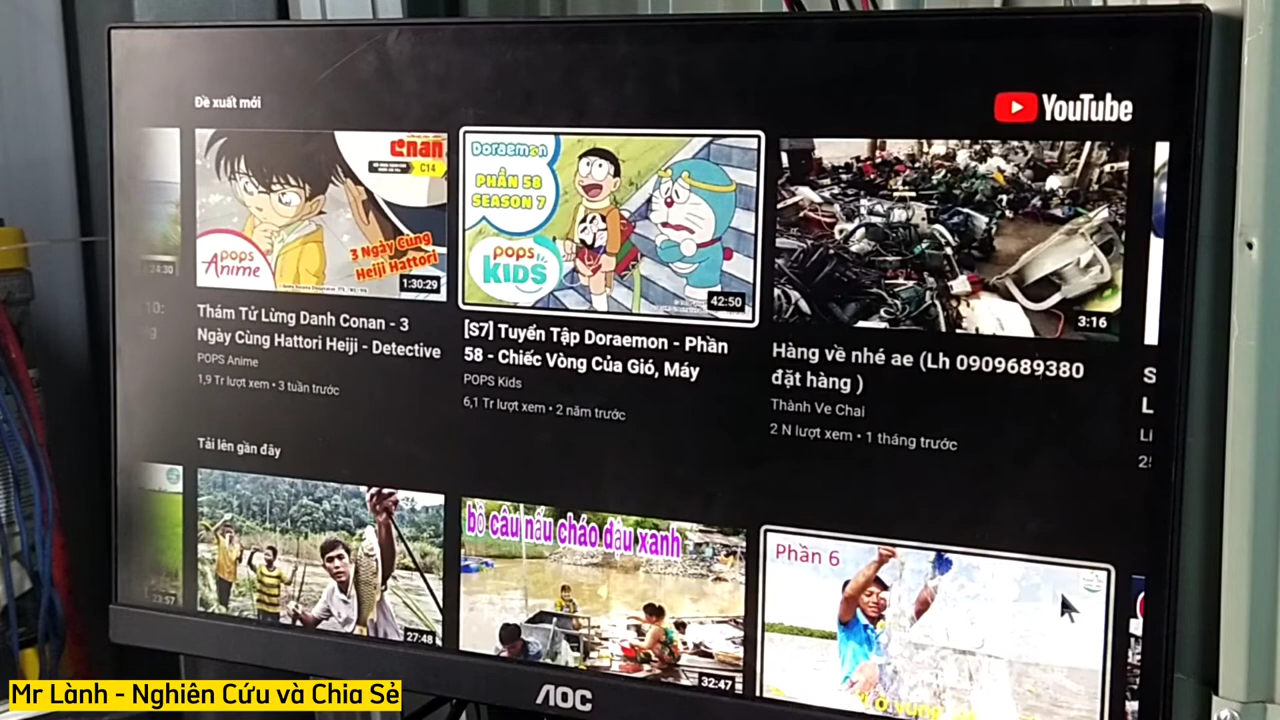 Đề xuất mới
YouTube
34:30
10:
g
Conan
C14
3 Ngày Cùng
Heiji Hattori
POPS
Anime
1:30:29
Thám Tử Lừng Danh Conan - 3
Ngày Cùng Hattori Heiji - Detective
POPS Anime
1,9 Tr lượt xem • 3 tuần trước
Doraemon
PHẦN 58
SEASON 7
POPS
KIDS
42:50
[S7] Tuyển Tập Doraemon - Phần
58 - Chiếc Vòng Của Gió, Máy
POPS Kids
6,1 Tr lượt xem • 2 năm trước
3:16
Hàng về nhé ae (Lh 0909689380
đặt hàng )
Thành Ve Chai
2 N lượt xem • 1 tháng trước
S
L
LI
Tải lên gần đây
23:57
27:48
bồ câu nấu cháo đậu xanh
32:47
Phần 6
AOC
Mr Lành - Nghiên Cứu và Chia Sẻ